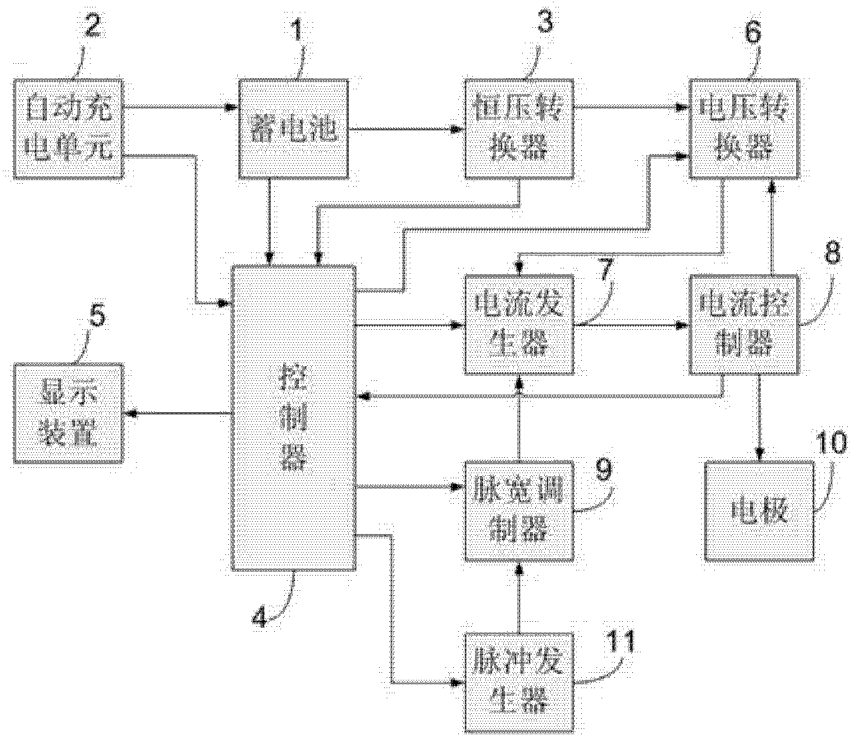 2
1
3
6
自动充
电单元
蓄电池
恒压转
换器
电压转
换器
7
8
5
电流发
生器
电流控
制器
显示
装置
控
制
器
9
10
脉宽调
制器
电极
4
11
脉冲发
生器